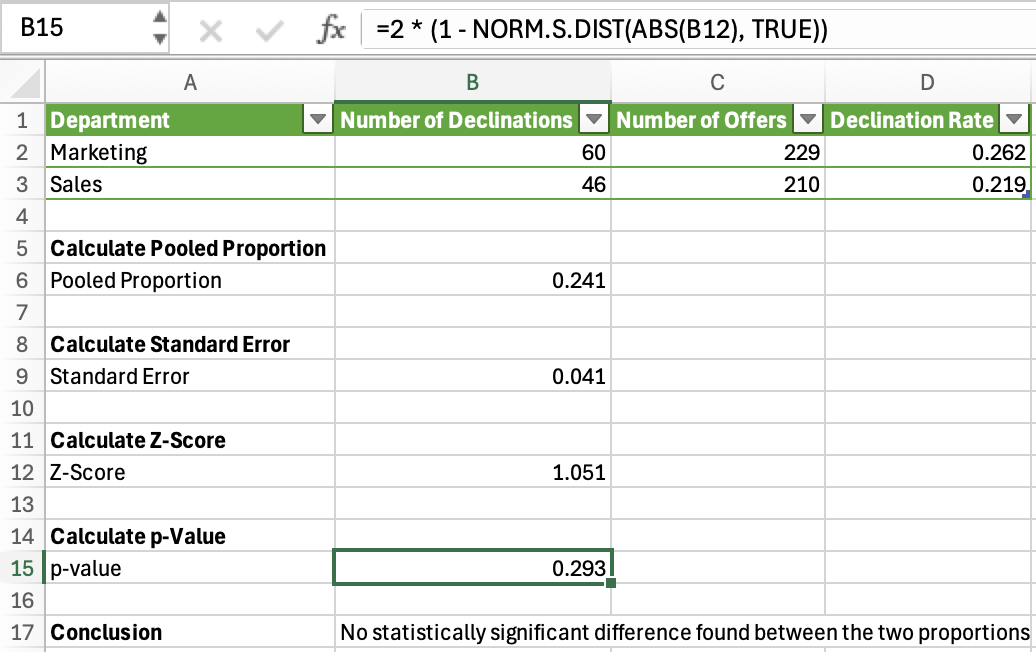 B15 fx =2 * (1 - NORM.S.DIST(ABS(B12), TRUE))
A B C D
1 Department Number of Declinations Number of Offers Declination Rate
2 Marketing 60 229 0.262
3 Sales 46 210 0.219
4
5 Calculate Pooled Proportion
6 Pooled Proportion 0.241
7
8 Calculate Standard Error
9 Standard Error 0.041
10
11 Calculate Z-Score
12 Z-Score 1.051
13
14 Calculate p-Value
15 p-value 0.293
16
17 Conclusion No statistically significant difference found between the two proportions